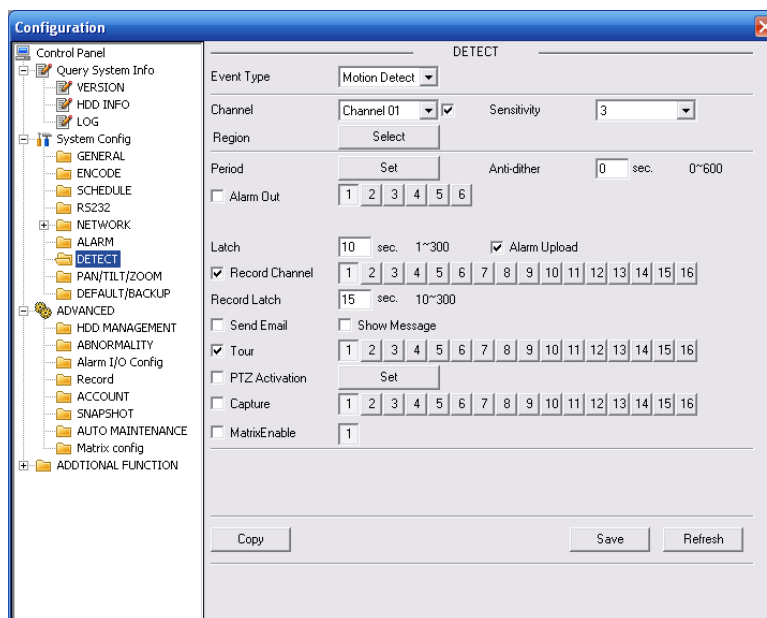 Configuration
Control Panel
Query System Info
VERSION
HDD INFO
LOG
System Config
GENERAL
ENCODE
SCHEDULE
RS232
NETWORK
ALARM
DETECT
PAN/TILT/ZOOM
DEFAULT/BACKUP
ADVANCED
HDD MANAGEMENT
ABNORMALITY
Alarm I/O Config
Record
ACCOUNT
SNAPSHOT
AUTO MAINTENANCE
Matrix config
ADDTIONAL FUNCTION
DETECT
Event Type Motion Detect
Channel Channel 01 Sensitivity 3
Region Select
Period Set Anti-dither 0 sec. 0~600
Alarm Out 1 2 3 4 5 6
Latch 10 sec. 1~300 Alarm Upload
Record Channel 1 2 3 4 5 6 7 8 9 10 11 12 13 14 15 16
Record Latch 15 sec. 10~300
Send Email Show Message
Tour 1 2 3 4 5 6 7 8 9 10 11 12 13 14 15 16
PTZ Activation Set
Capture 1 2 3 4 5 6 7 8 9 10 11 12 13 14 15 16
MatrixEnable 1
Copy Save Refresh